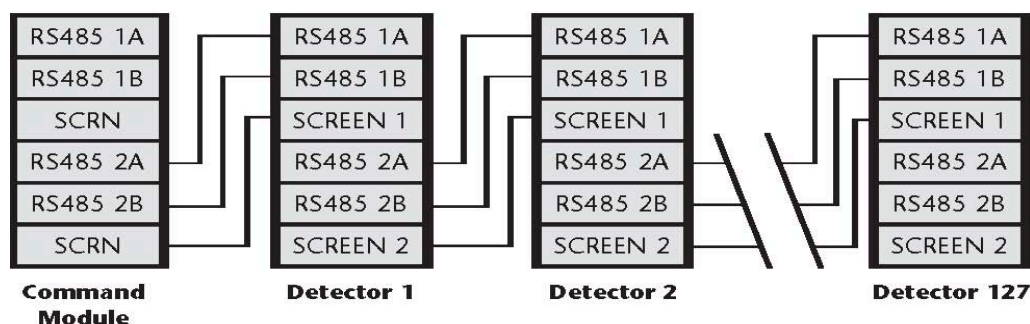 RS485 1A
RS485 1B
SCRN
RS485 2A
RS485 2B
SCRN
Command
Module
RS485 1A
RS485 1B
SCREEN 1
RS485 2A
RS485 2B
SCREEN 2
Detector 1
RS485 1A
RS485 1B
SCREEN 1
RS485 2A
RS485 2B
SCREEN 2
Detector 2
RS485 1A
RS485 1B
SCREEN 1
RS485 2A
RS485 2B
SCREEN 2
Detector 127